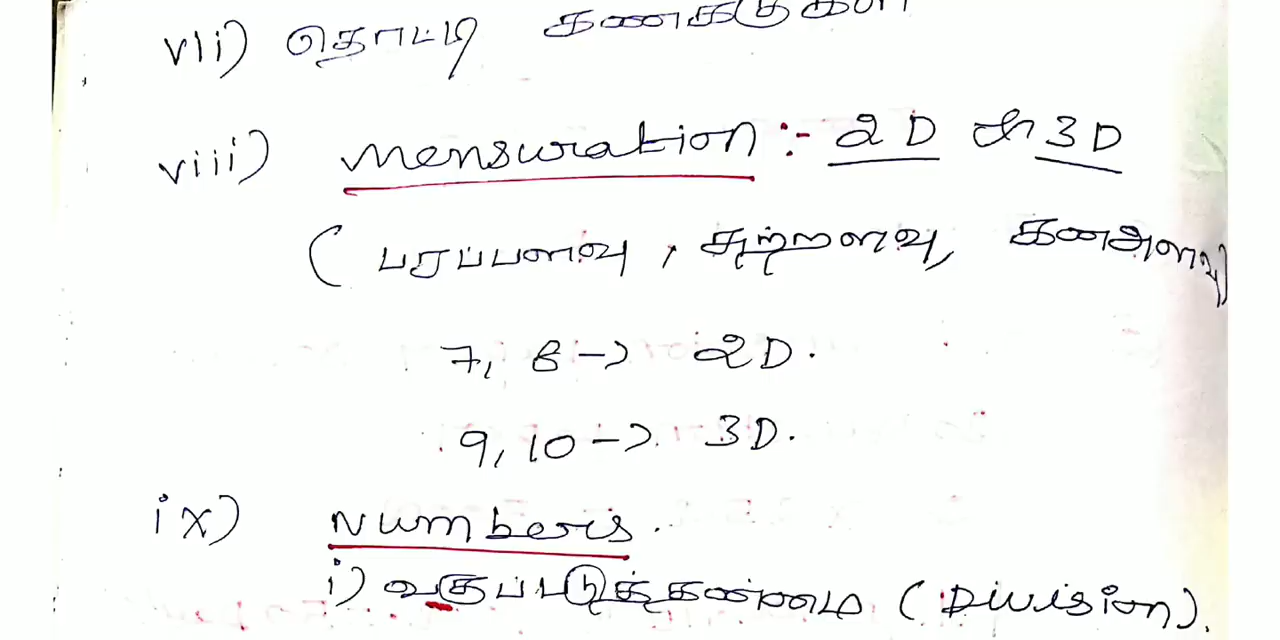 vii) தொட்டி கணக்குகள்
viii) Mensuration :- 2D & 3D
( பரப்பளவு, சுற்றளவு, கனஅளவு)
7, 8 -> 2D.
9, 10 -> 3D.
ix) Numbers.
i) வகுபட்டுத்தன்மை (Division).